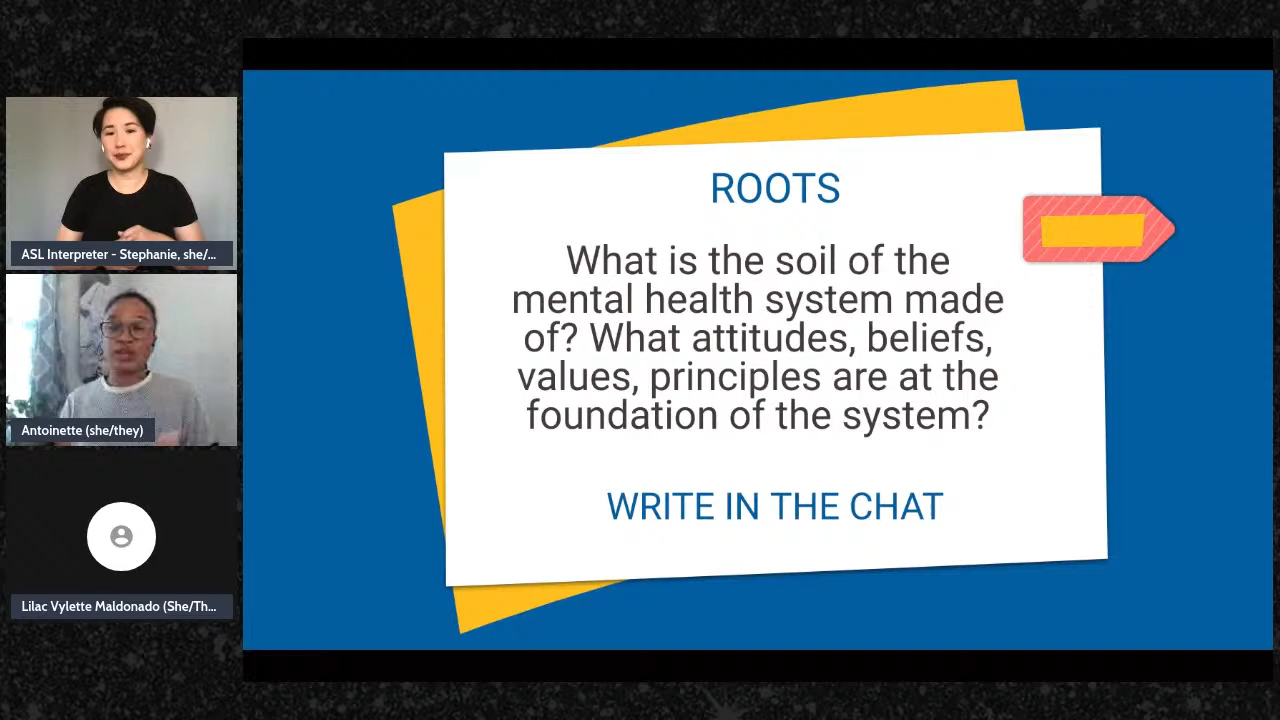 ASL Interpreter - Stephanie, she/...
Antoinette (she/they)
Lilac Vylette Maldonado (She/Th...
ROOTS
What is the soil of the
mental health system made
of? What attitudes, beliefs,
values, principles are at the
foundation of the system?
WRITE IN THE CHAT